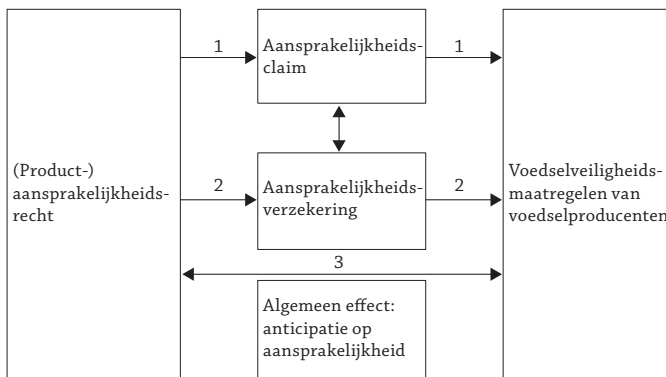 (Product-)
aansprakelijkheids-
recht
1
Aansprakelijkheids-
claim
1
2
Aansprakelijkheids-
verzekering
2
3
Algemeen effect:
anticipatie op
aansprakelijkheid
Voedselveiligheids-
maatregelen van
voedselproducenten